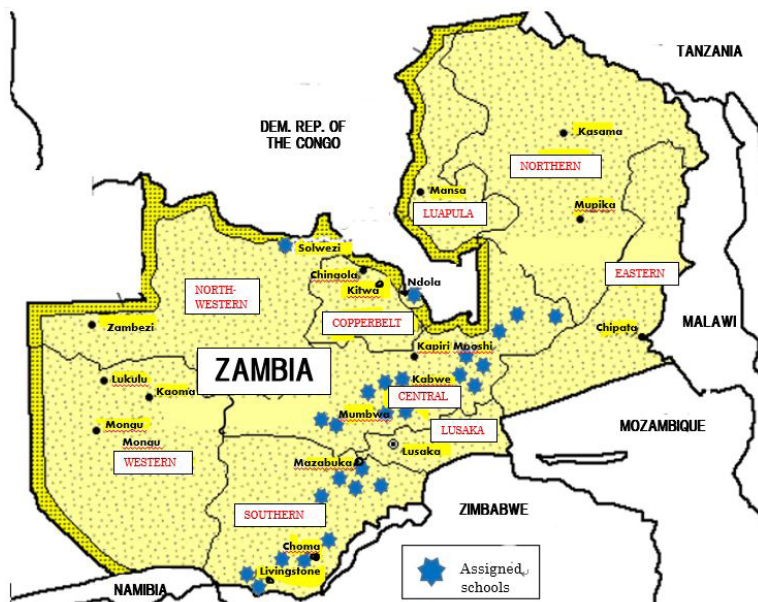 TANZANIA
DEM. REP. OF
THE CONGO
Kasama
NORTHERN
Mansa
LUAPULA
Mupika
Solwezi
EASTERN
Chingola
NORTH-
WESTERN
Kitwa
Ndola
COPPERBELT
Zambezi
Chipata
MALAWI
Kapiri Mposhi
ZAMBIA
Lukulu
Kabwe
Kaoma
CENTRAL
Mumbwa
MOZAMBIQUE
Mongu
LUSAKA
Mongu
Lusaka
WESTERN
Mazabuka
ZIMBABWE
SOUTHERN
Choma
Livingstone
Assigned
schools
NAMIBIA